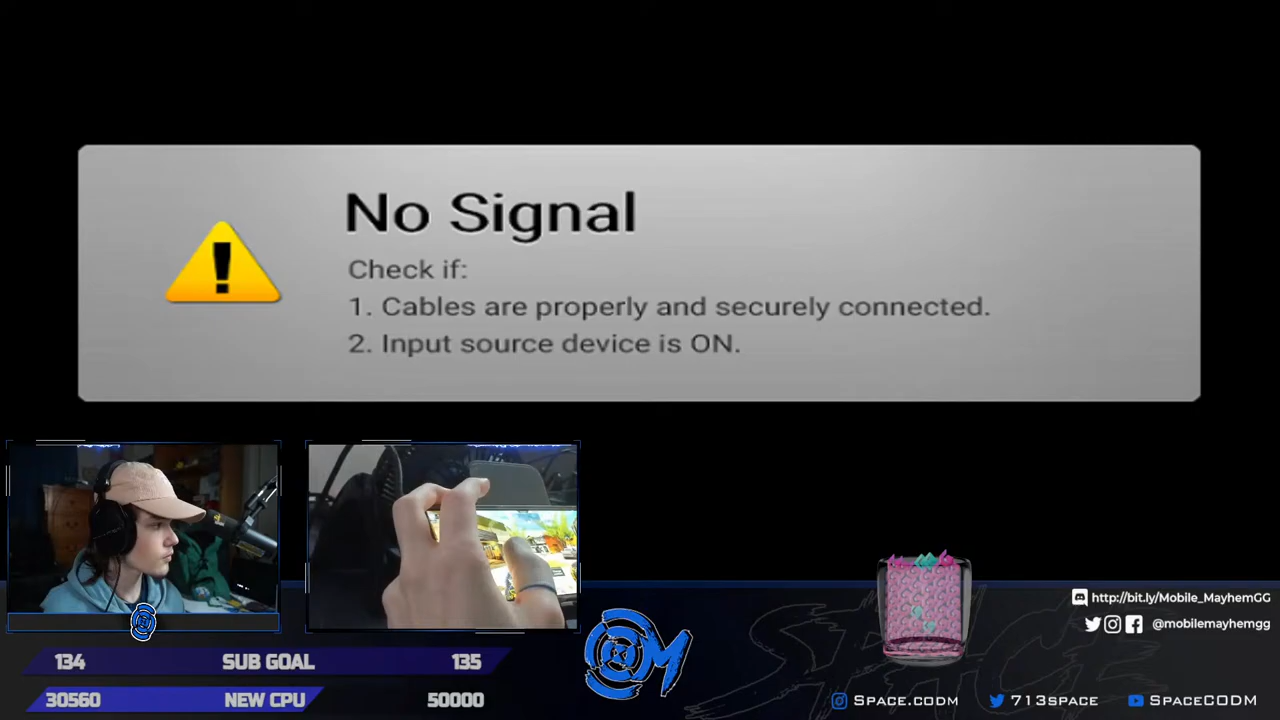 No Signal
Check if:
1. Cables are properly and securely connected.
2. Input source device is ON.
http://bit.ly/Mobile_MayhemGG
@mobilemayhemgg
134 SUB GOAL 135
30560 NEW CPU 50000
SPACE
Space.codm 713space SpaceCODM